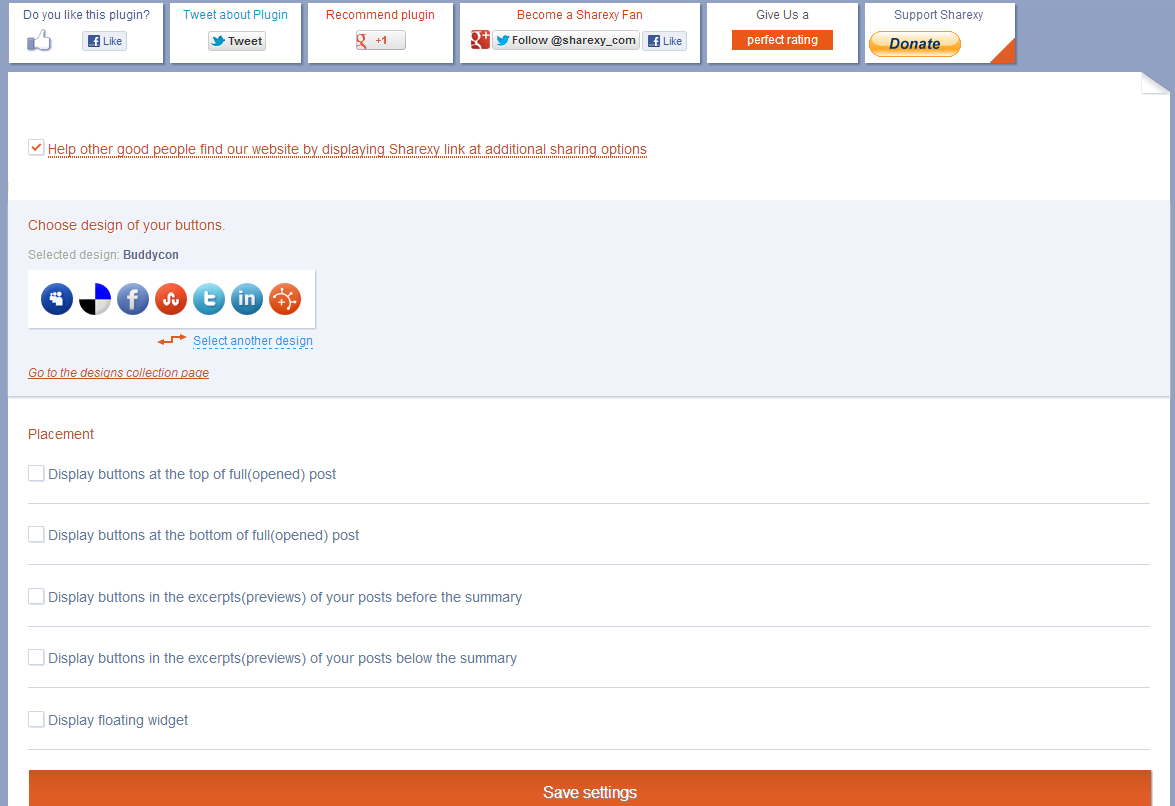 Do you like this plugin?
Like
Tweet about Plugin
Tweet
Recommend plugin
+1
Become a Sharexy Fan
Follow @sharexy_com
Like
Give Us a
perfect rating
Support Sharexy
Donate
Help other good people find our website by displaying Sharexy link at additional sharing options
Choose design of your buttons.
Selected design: Buddycon
Select another design
Go to the designs collection page
Placement
Display buttons at the top of full(opened) post
Display buttons at the bottom of full(opened) post
Display buttons in the excerpts(previews) of your posts before the summary
Display buttons in the excerpts(previews) of your posts below the summary
Display floating widget
Save settings